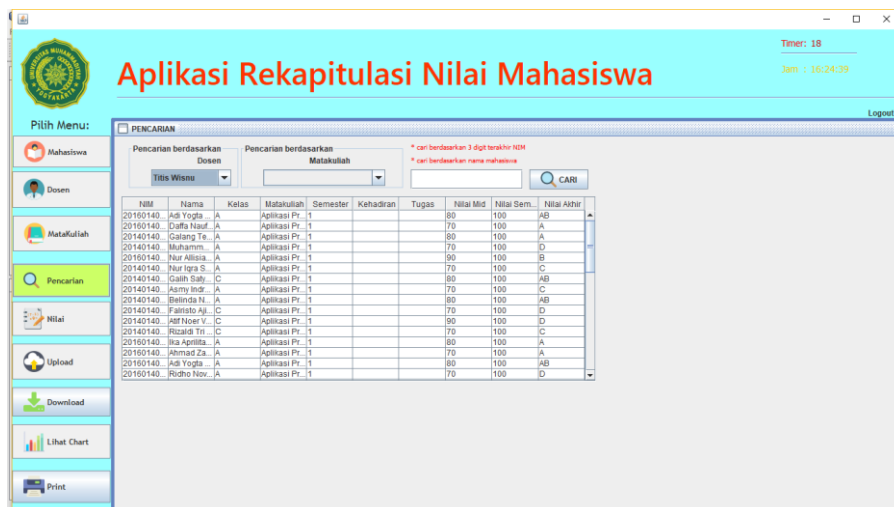 Timer: 18
Aplikasi Rekapitulasi Nilai Mahasiswa
Jam : 16:24:39
Logout
Pilih Menu:
PENCARIAN
Mahasiswa
Dosen
MataKuliah
Pencarian
Nilai
Upload
Download
Lihat Chart
Print
Pencarian berdasarkan
Dosen
Titis Wisnu
Pencarian berdasarkan
Matakuliah
* cari berdasarkan 3 digit terakhir NIM
* cari berdasarkan nama mahasiswa
CARI
NIM Nama Kelas Matakuliah Semester Kehadiran Tugas Nilai Mid Nilai Sem... Nilai Akhir
20160140... Adi Yogta ... A Aplikasi Pr... 1 80 100 AB
20160140... Daffa Nauf... A Aplikasi Pr... 1 70 100 A
20140140... Galang Te... A Aplikasi Pr... 1 80 100 A
20140140... Muhamm... A Aplikasi Pr... 1 70 100 D
20160140... Nur Allisia... A Aplikasi Pr... 1 90 100 B
20140140... Nur Iqra S... A Aplikasi Pr... 1 70 100 C
20140140... Galih Saty... C Aplikasi Pr... 1 80 100 AB
20140140... Asmy Indr... A Aplikasi Pr... 1 70 100 C
20140140... Belinda N... A Aplikasi Pr... 1 80 100 AB
20140140... Falristo Aji... C Aplikasi Pr... 1 70 100 D
20140140... Atif Noer V... C Aplikasi Pr... 1 90 100 D
20140140... Rizaldi Tri ... C Aplikasi Pr... 1 70 100 C
20160140... Ika Aprilita... A Aplikasi Pr... 1 80 100 A
20160140... Ahmad Za... A Aplikasi Pr... 1 70 100 A
20160140... Adi Yogta ... A Aplikasi Pr... 1 80 100 AB
20160140... Ridho Nov... A Aplikasi Pr... 1 70 100 D